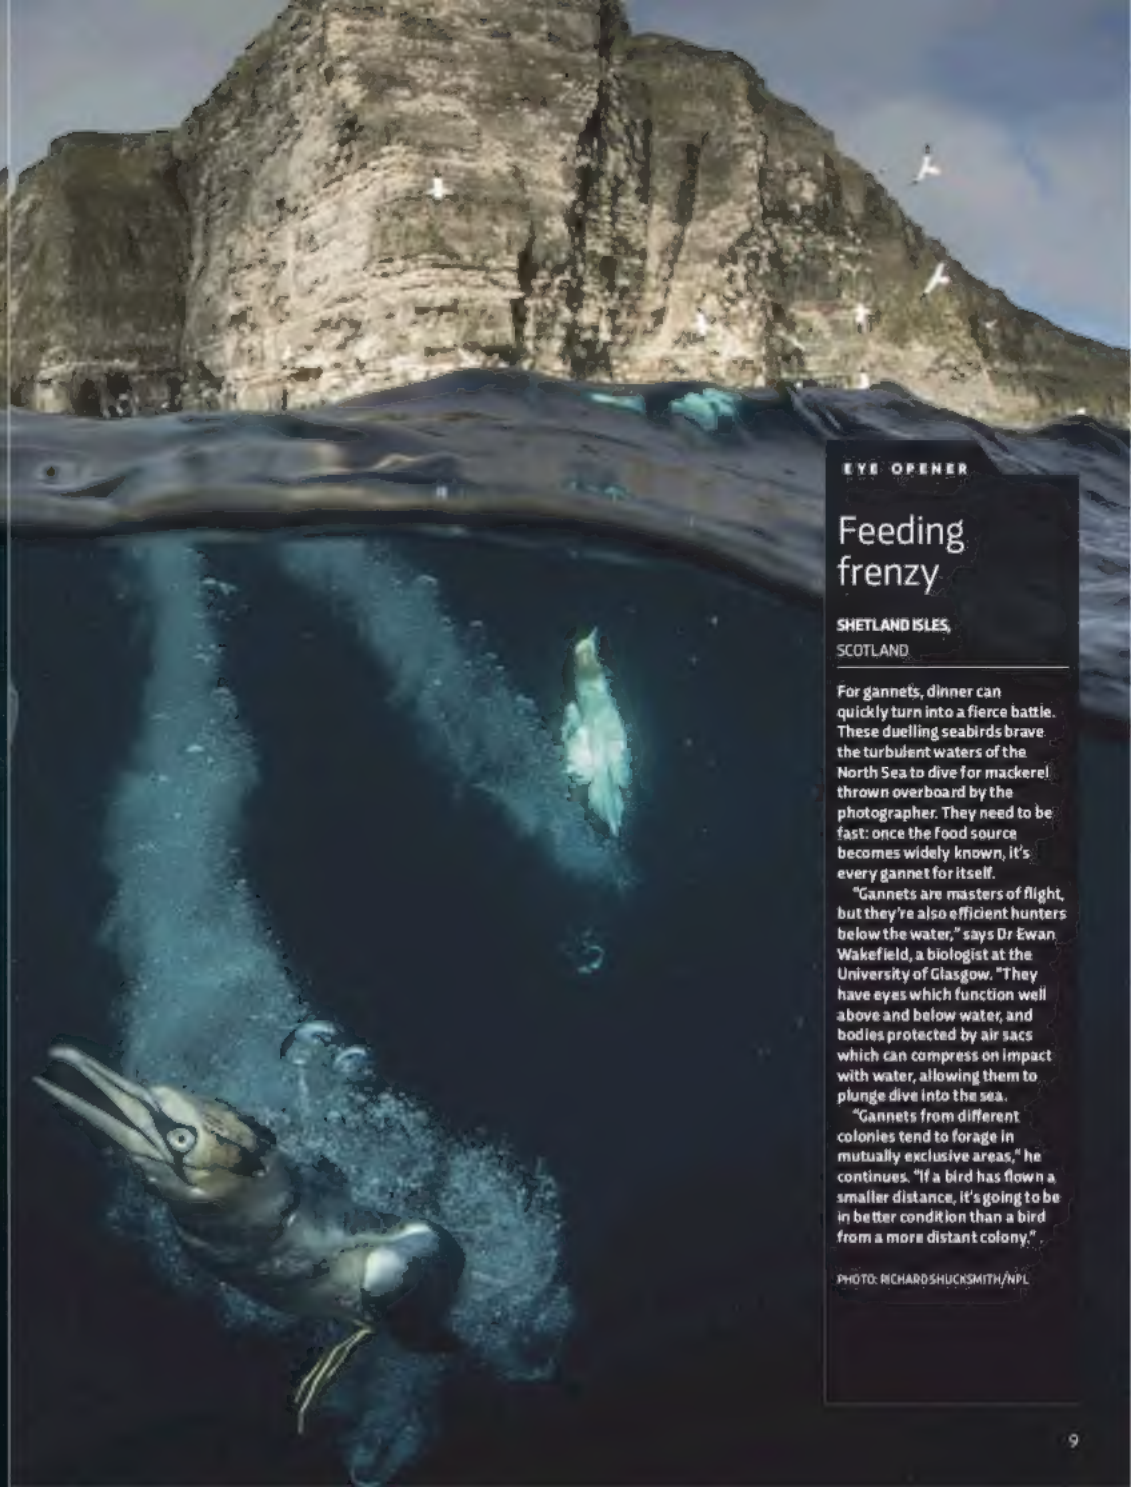 EYE OPENER
Feeding
frenzy
SHETLAND ISLES,
SCOTLAND
For gannets, dinner can
quickly turn into a fierce battle.
These duelling seabirds brave
the turbulent waters of the
North Sea to dive for mackerel
thrown overboard by the
photographer. They need to be
fast: once the food source
becomes widely known, it's
every gannet for itself.
"Gannets are masters of flight,
but they're also efficient hunters
below the water," says Dr Ewan
Wakefield, a biologist at the
University of Glasgow. "They
have eyes which function well
above and below water, and
bodies protected by air sacs
which can compress on impact
with water, allowing them to
plunge dive into the sea.
"Gannets from different
colonies tend to forage in
mutually exclusive areas," he
continues. "If a bird has flown a
smaller distance, it's going to be
in better condition than a bird
from a more distant colony."
PHOTO: RICHARD SHUCKSMITH/NPL
9